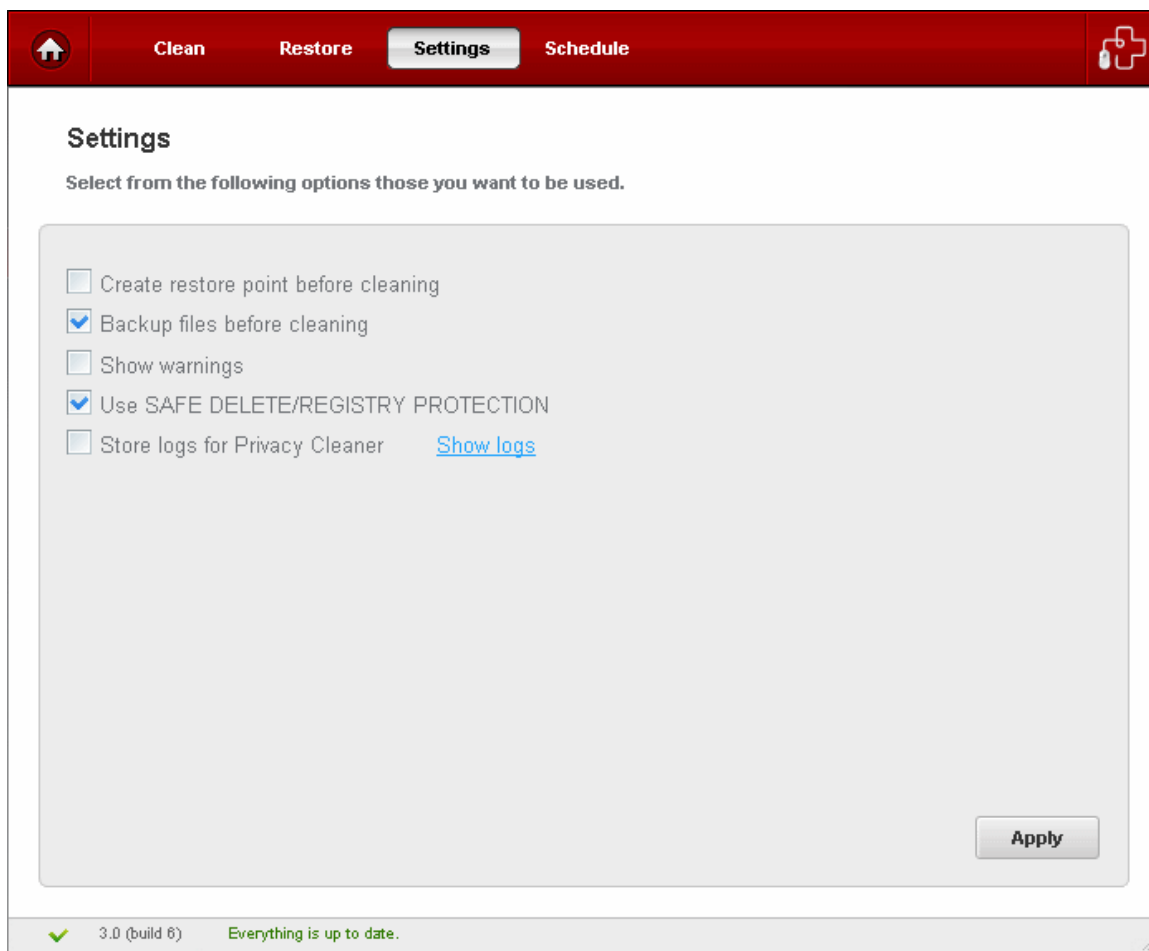 Clean Restore Settings Schedule
Settings
Select from the following options those you want to be used.
Create restore point before cleaning
Backup files before cleaning
Show warnings
Use SAFE DELETE/REGISTRY PROTECTION
Store logs for Privacy Cleaner Show logs
Apply
3.0 (build 6) Everything is up to date.